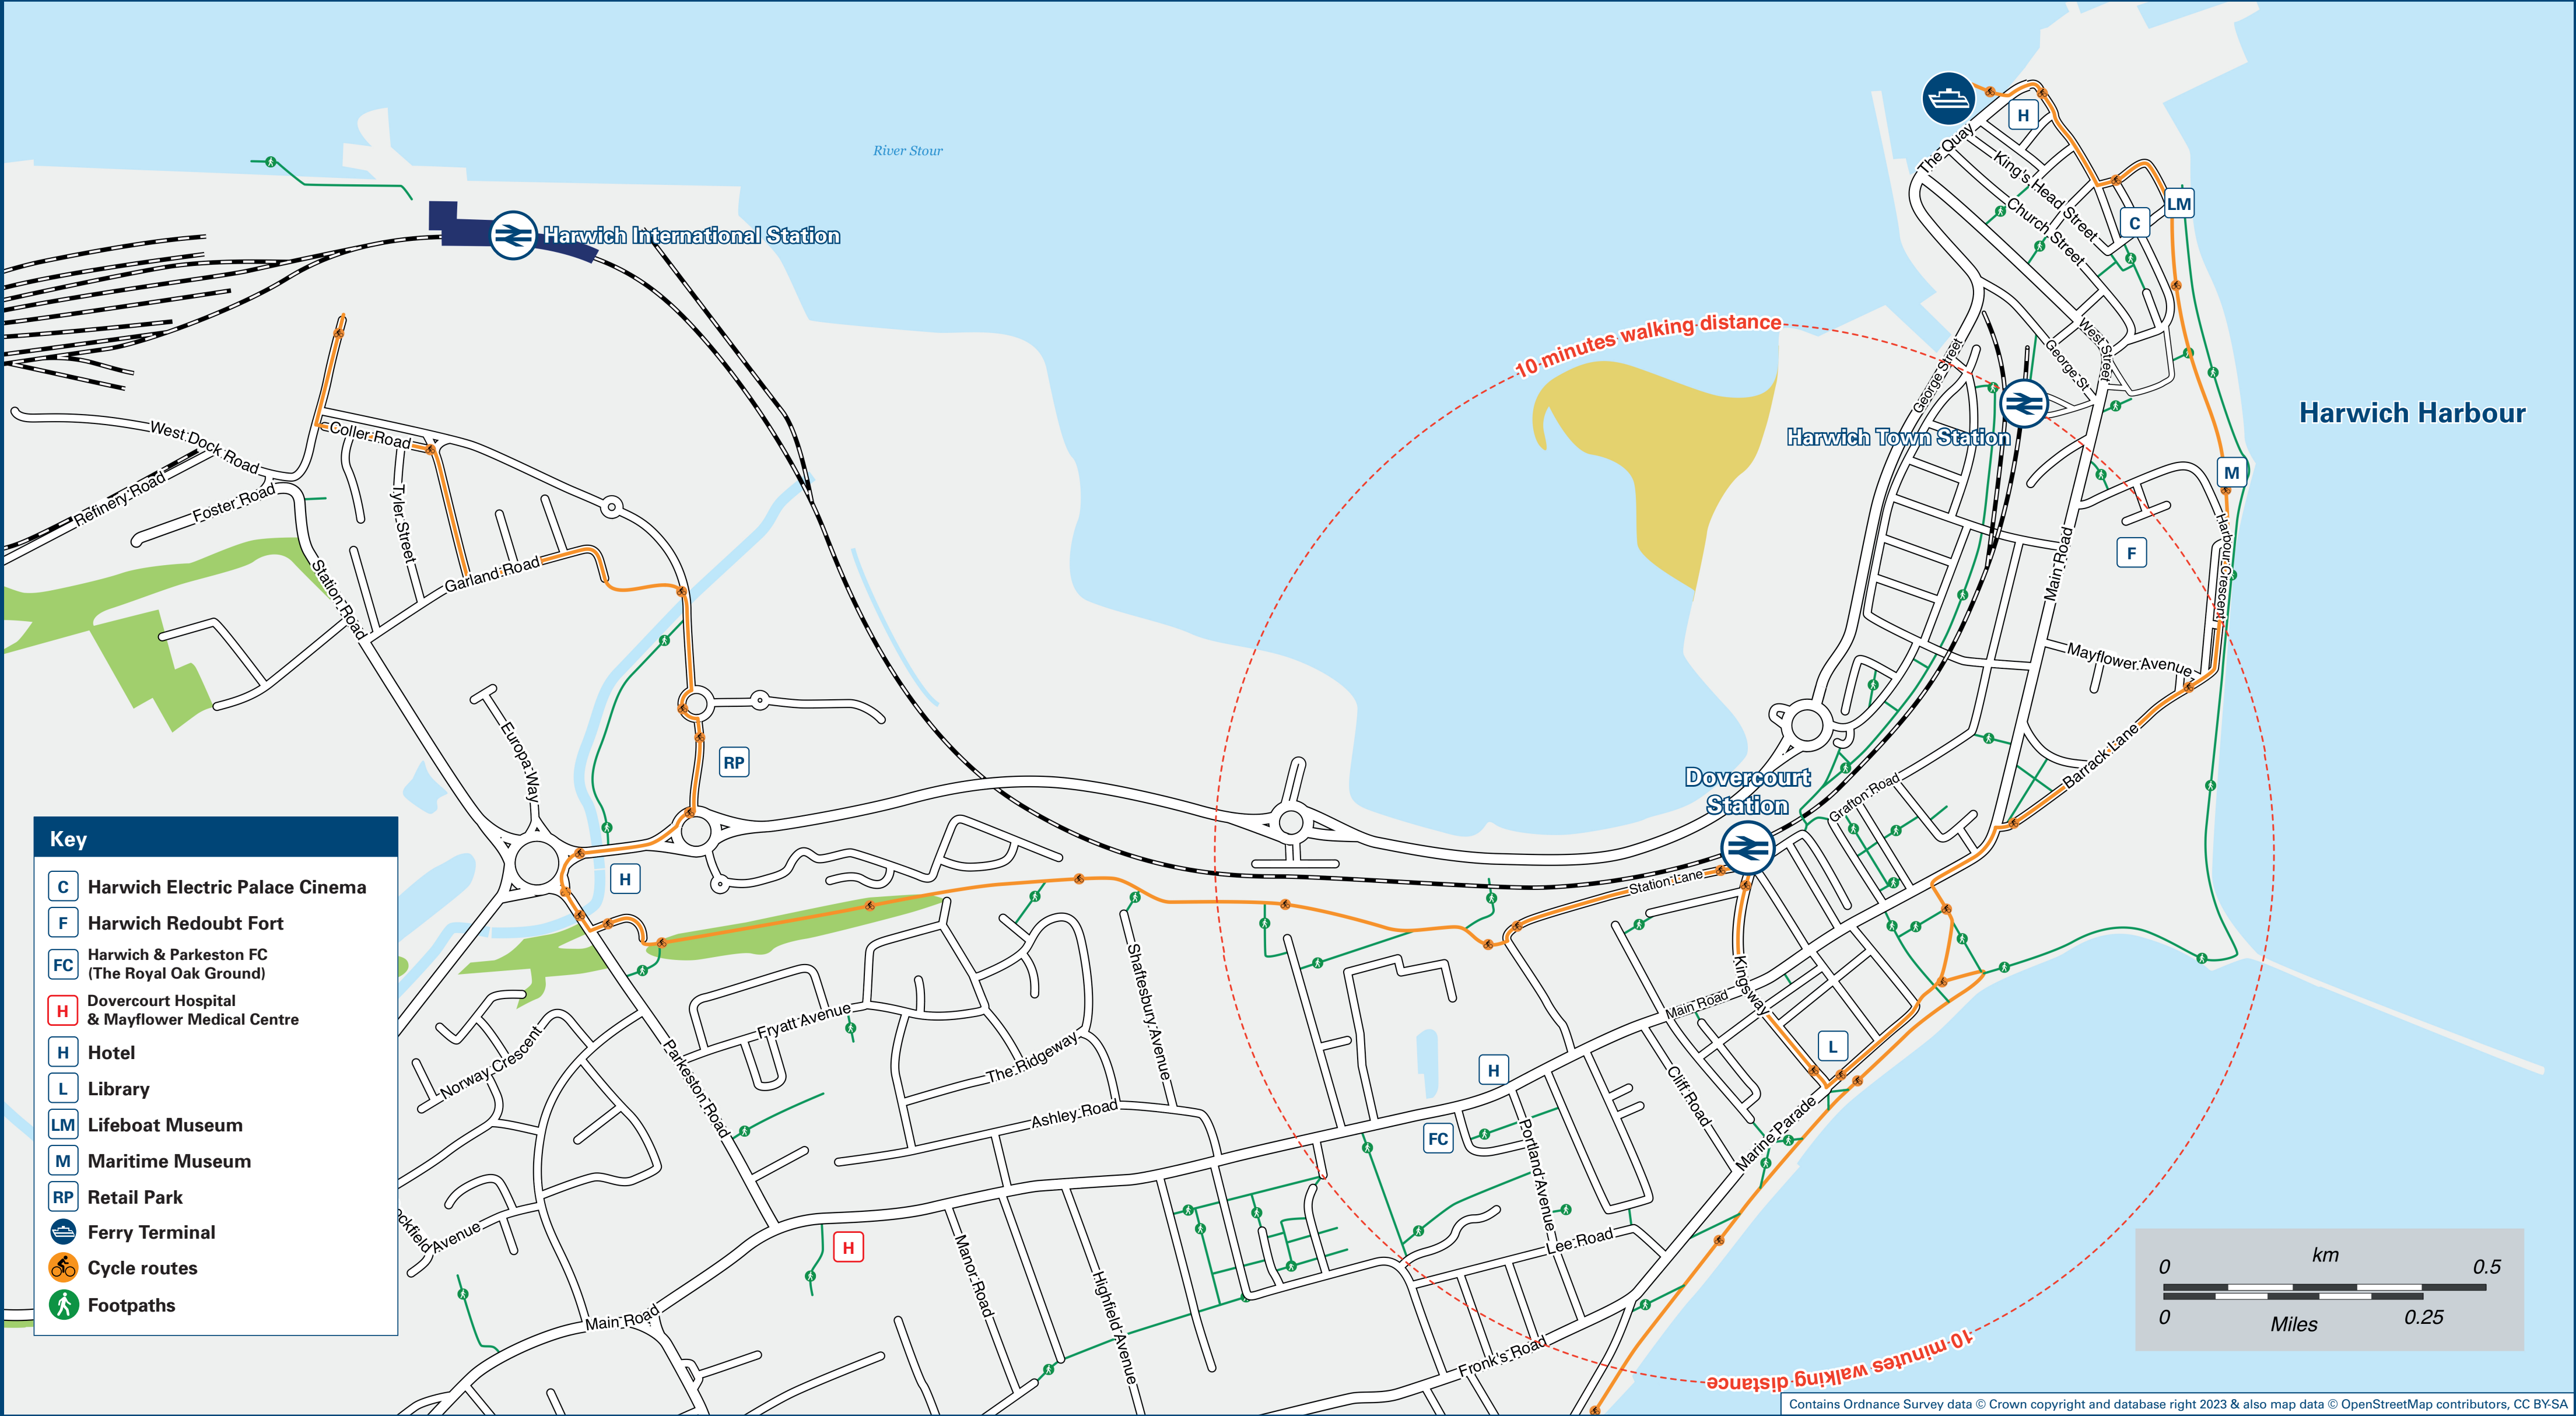 River Stour
H
The Quay
King's Head Street
Church Street
LM
C
Harwich International Station
10 minutes walking distance
George Street
West Street
George St
Harwich Harbour
Harwich Town Station
M
West Dock Road
Coller Road
Refinery Road
Foster Road
Tyler Street
Garland Road
Station Road
Main Road
F
Harbour Crescent
Mayflower Avenue
Europa Way
RP
Barrack Lane
Dovercourt
Station
Grafton Road
H
Station Lane
Shaftesbury Avenue
Kingsway
Main Road
Fryatt Avenue
Norway Crescent
Parkeston Road
The Ridgeway
Ashley Road
H
FC
Cliff Road
L
Portland Avenue
Marine Parade
ockfield Avenue
H
Manor Road
Highfield Avenue
Lee Road
Main Road
Fronk's Road
10 minutes walking distance
Key
C Harwich Electric Palace Cinema
F Harwich Redoubt Fort
FC Harwich & Parkeston FC
(The Royal Oak Ground)
H Dovercourt Hospital
& Mayflower Medical Centre
H Hotel
L Library
LM Lifeboat Museum
M Maritime Museum
RP Retail Park
Ferry Terminal
Cycle routes
Footpaths
km
0 0.5
0 0.25
Miles
Contains Ordnance Survey data © Crown copyright and database right 2023 & also map data © OpenStreetMap contributors, CC BY-SA